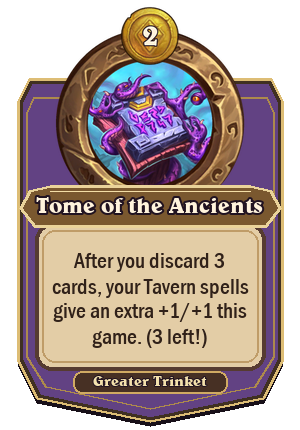 2
Tome of the Ancients
After you discard 3
cards, your Tavern spells
give an extra +1/+1 this
game. (3 left!)
Greater Trinket